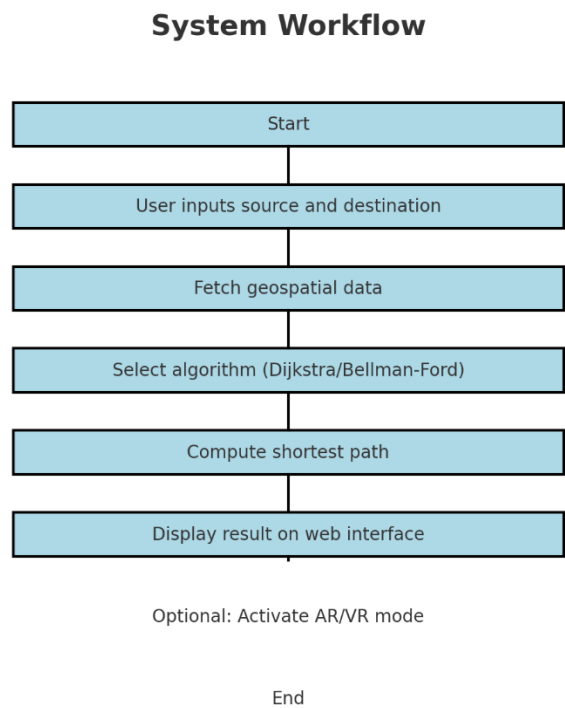 System Workflow
Start
User inputs source and destination
Fetch geospatial data
Select algorithm (Dijkstra/Bellman-Ford)
Compute shortest path
Display result on web interface
Optional: Activate AR/VR mode
End